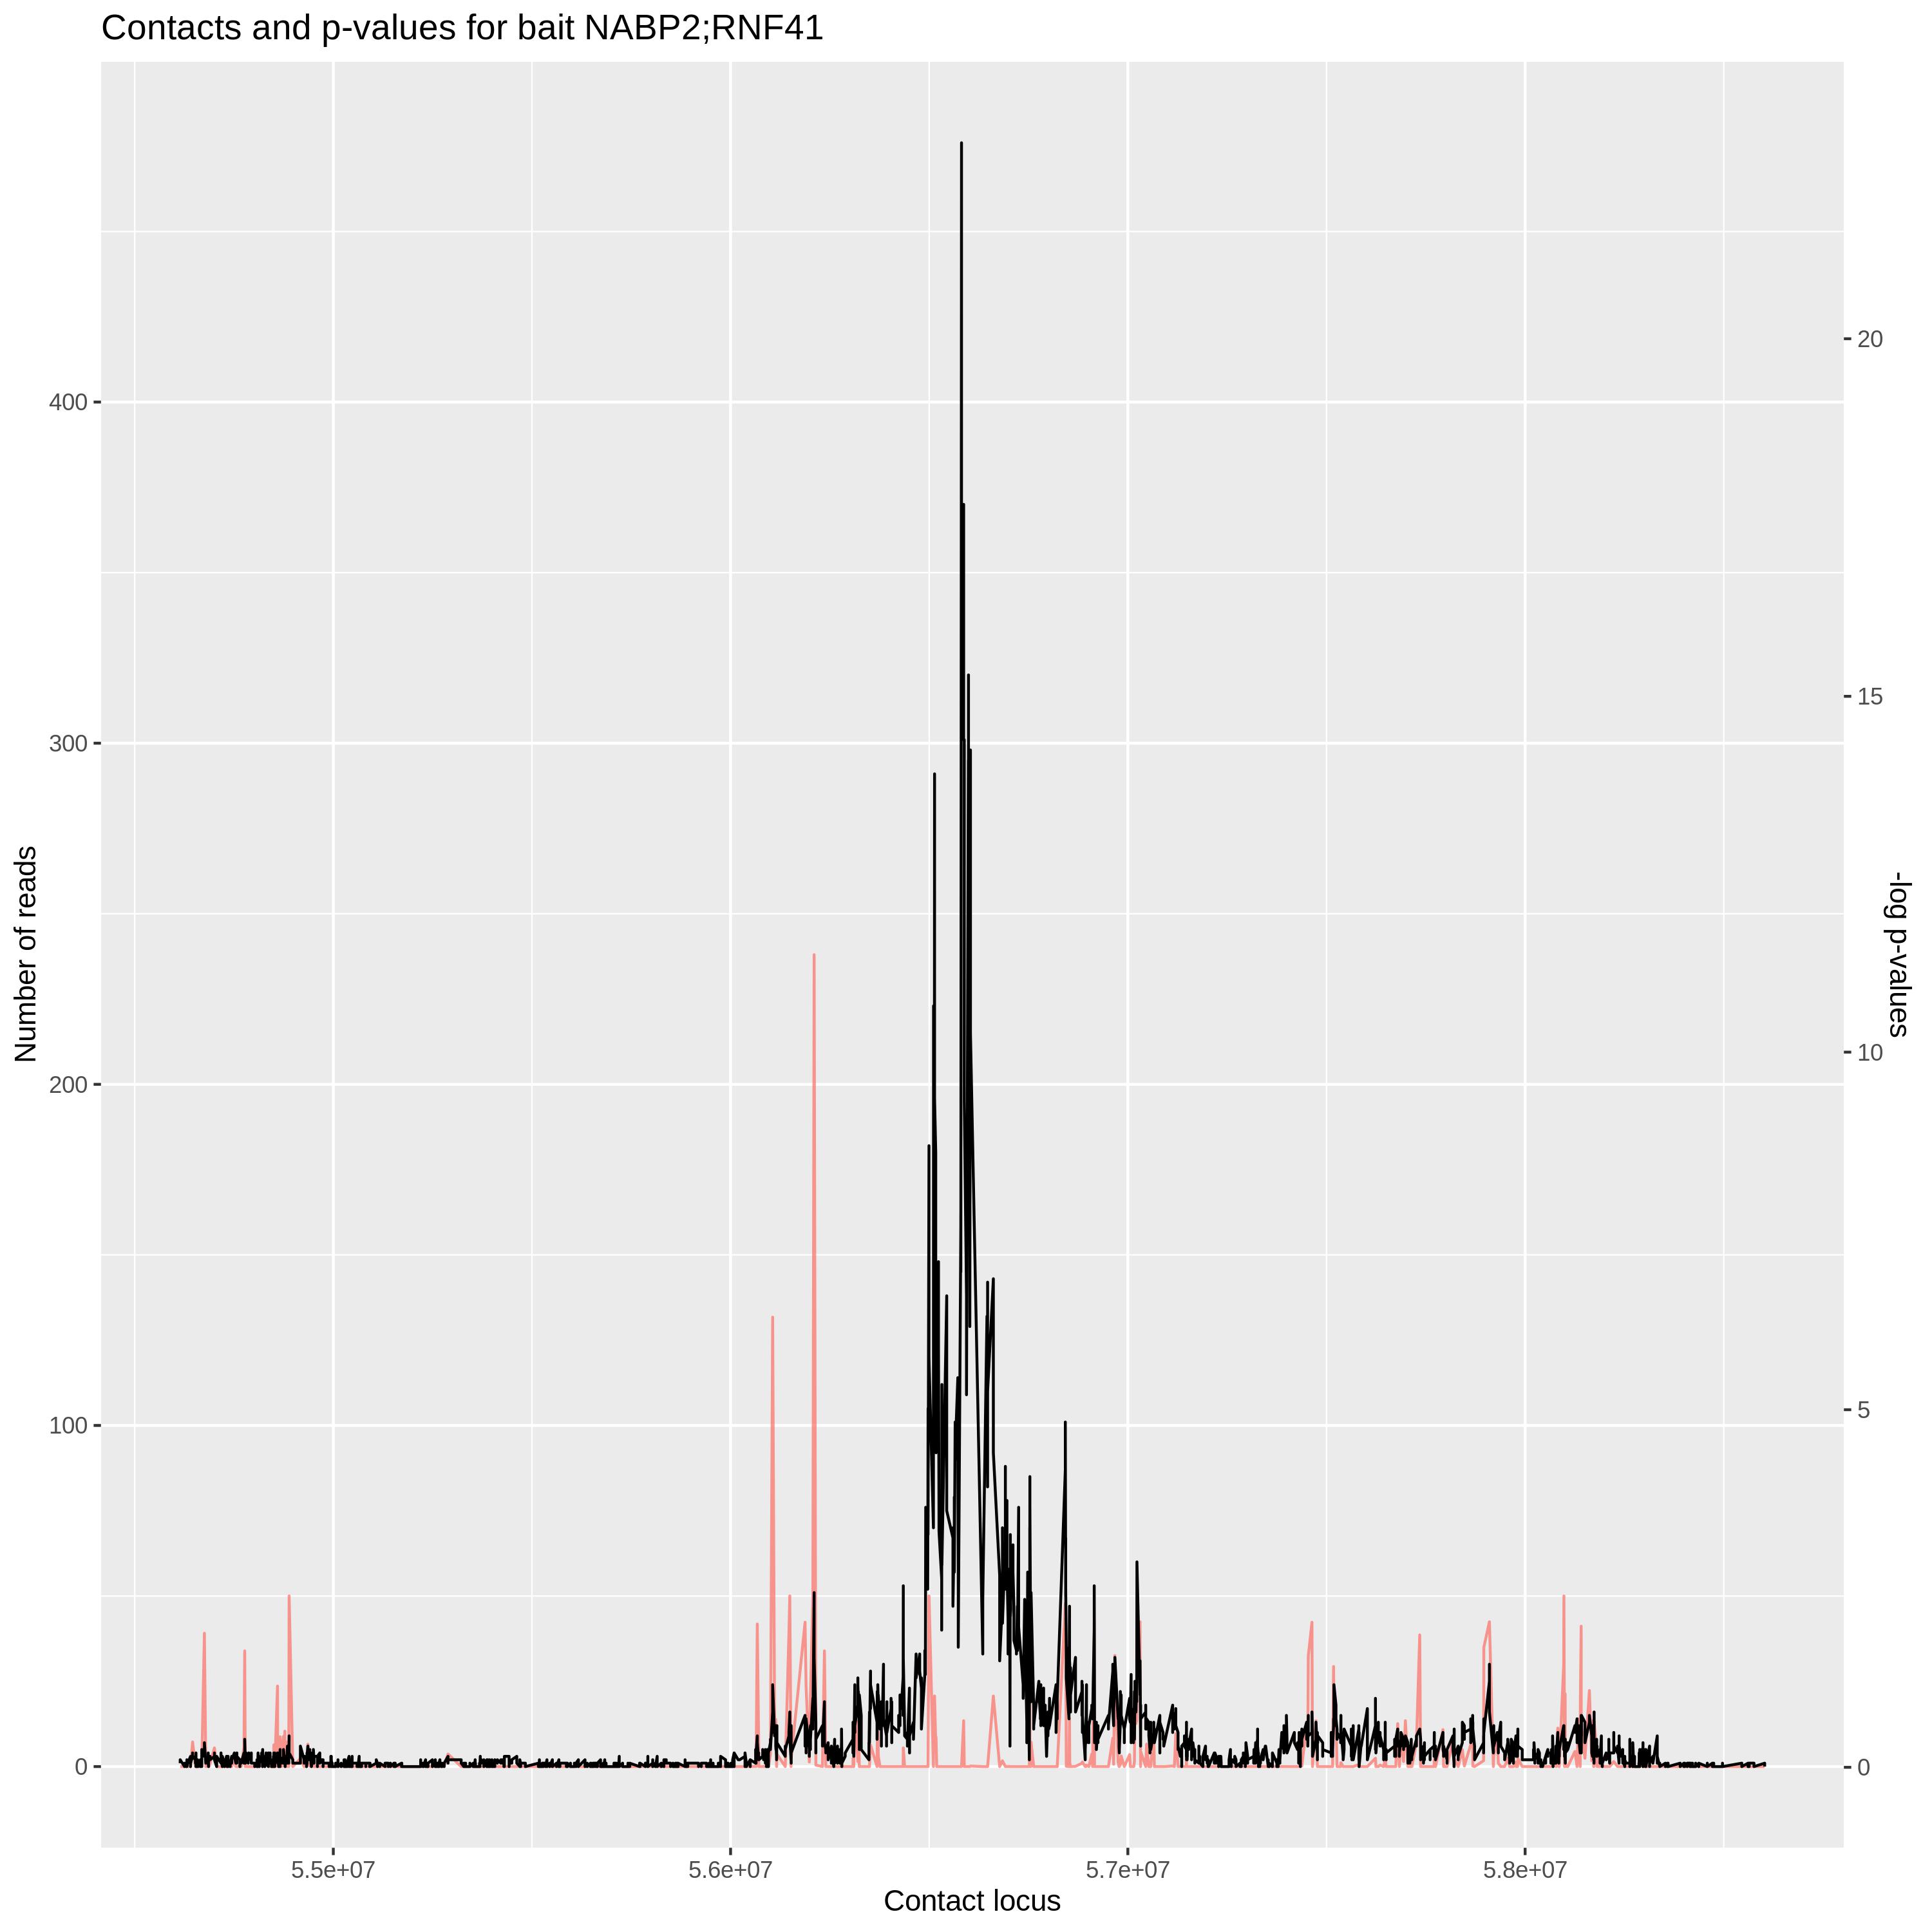 Contacts and p-values for bait NABP2;RNF41
Number of reads
400
300
200
100
0
20
15
10
5
0
-log p-values
5.5e+07 5.6e+07 5.7e+07 5.8e+07
Contact locus